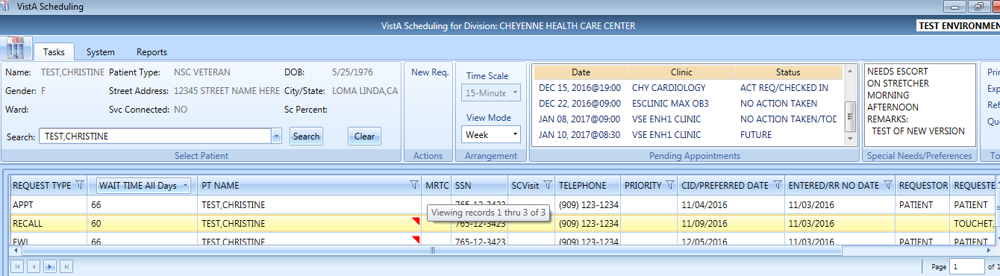 VistA Scheduling
VistA Scheduling for Division: CHEYENNE HEALTH CARE CENTER
TEST ENVIRONMEN
Tasks System Reports
Name: TEST,CHRISTINE Patient Type: NSC VETERAN DOB: 5/25/1976
Gender: F Street Address: 12345 STREET NAME HERE City/State: LOMA LINDA,CA
Ward: Svc Connected: NO Sc Percent:
Search: TEST,CHRISTINE Search Clear
Select Patient
New Req.
Actions
Time Scale
15-Minute
View Mode
Week
Arrangement
Date Clinic Status
DEC 15, 2016@19:00 CHY CARDIOLOGY ACT REQ/CHECKED IN
DEC 22, 2016@09:00 ESCLINIC MAX OB3 NO ACTION TAKEN
JAN 08, 2017@09:00 VSE ENH1 CLINIC NO ACTION TAKEN/TOD
JAN 10, 2017@08:30 VSE ENH1 CLINIC FUTURE
Pending Appointments
NEEDS ESCORT
ON STRETCHER
MORNING
AFTERNOON
REMARKS:
TEST OF NEW VERSION
Special Needs/Preferences
Pri
Exp
Ref
Que
To
REQUEST TYPE WAIT TIME All Days PT NAME MRTC SSN SCVisit TELEPHONE PRIORITY CID/PREFERRED DATE ENTERED/RR NO DATE REQUESTOR REQUESTE
APPT 66 TEST,CHRISTINE 765-12-3423 (909) 123-1234 11/04/2016 11/03/2016 PATIENT PATIENT
Viewing records 1 thru 3 of 3
RECALL 60 TEST,CHRISTINE 765-12-3423 (909) 123-1234 11/09/2016 11/03/2016 TOUCHET,
EWL 66 TEST,CHRISTINE 765-12-3423 (909) 123-1234 12/05/2016 11/03/2016 PATIENT PATIENT
Page 1 of 1